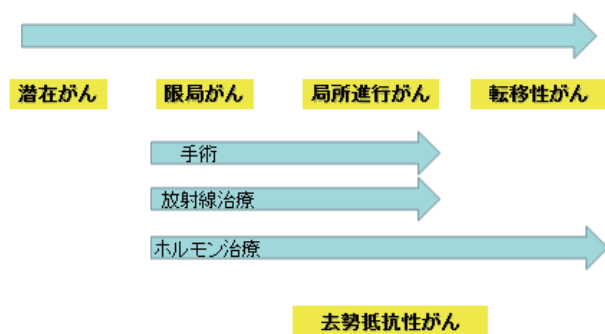 潜在がん 限局がん 局所進行がん 転移性がん
手術
放射線治療
ホルモン治療
去勢抵抗性がん